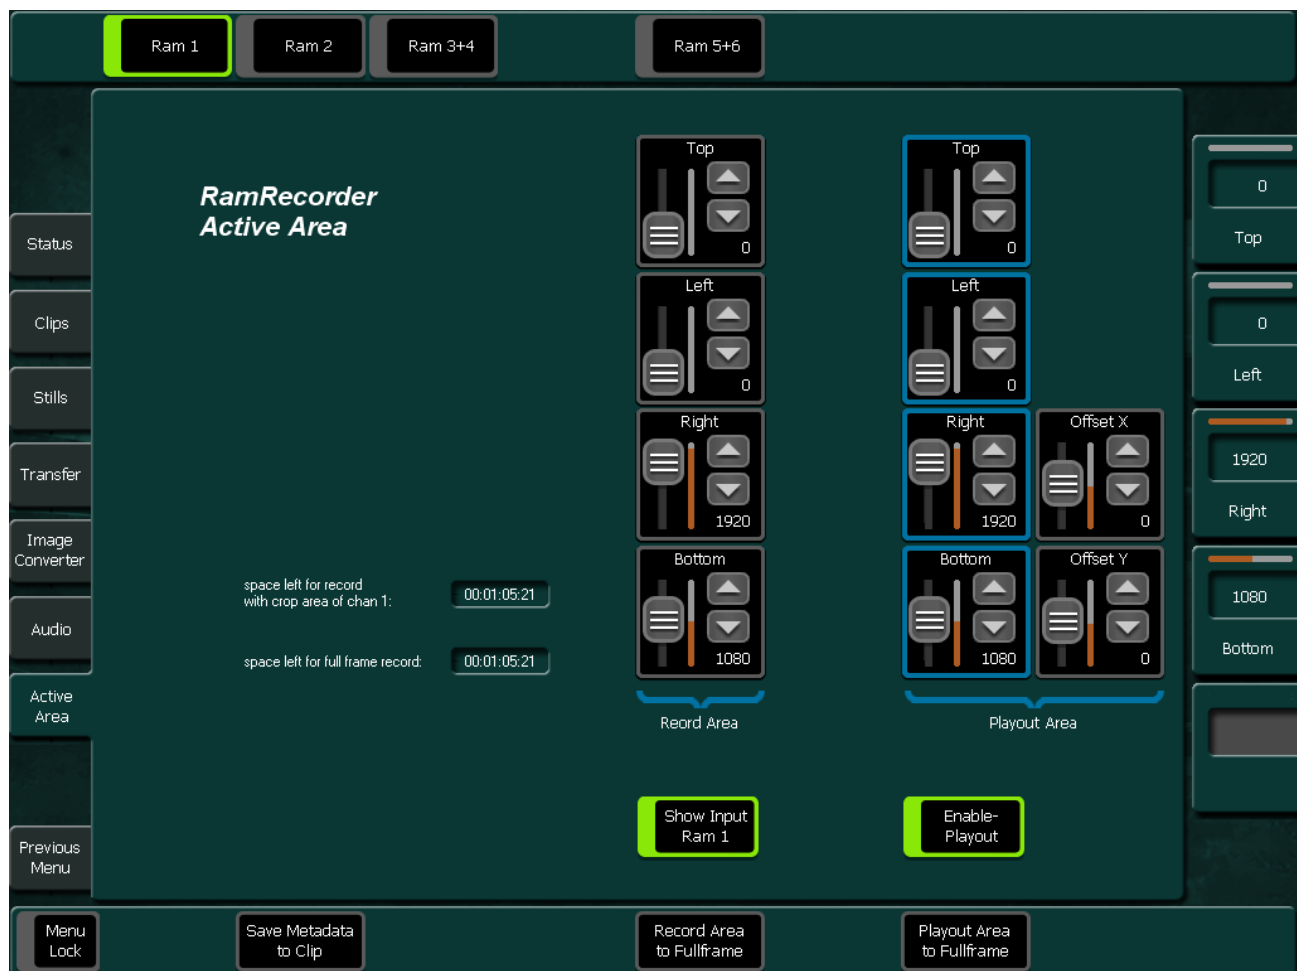 Ram 1
Ram 2
Ram 3+4
Ram 5+6
RamRecorder
Active Area
Status
Clips
Stills
Transfer
Image
Converter
Audio
Active
Area
Previous
Menu
space left for record
with crop area of chan 1:
00:01:05:21
space left for full frame record:
00:01:05:21
Top
0
Left
0
Right
1920
Bottom
1080
Reord Area
Top
0
Left
0
Right
1920
Offset X
0
Bottom
1080
Offset Y
0
Playout Area
Show Input
Ram 1
Enable-
Playout
0
Top
0
Left
1920
Right
1080
Bottom
Menu
Lock
Save Metadata
to Clip
Record Area
to Fullframe
Playout Area
to Fullframe